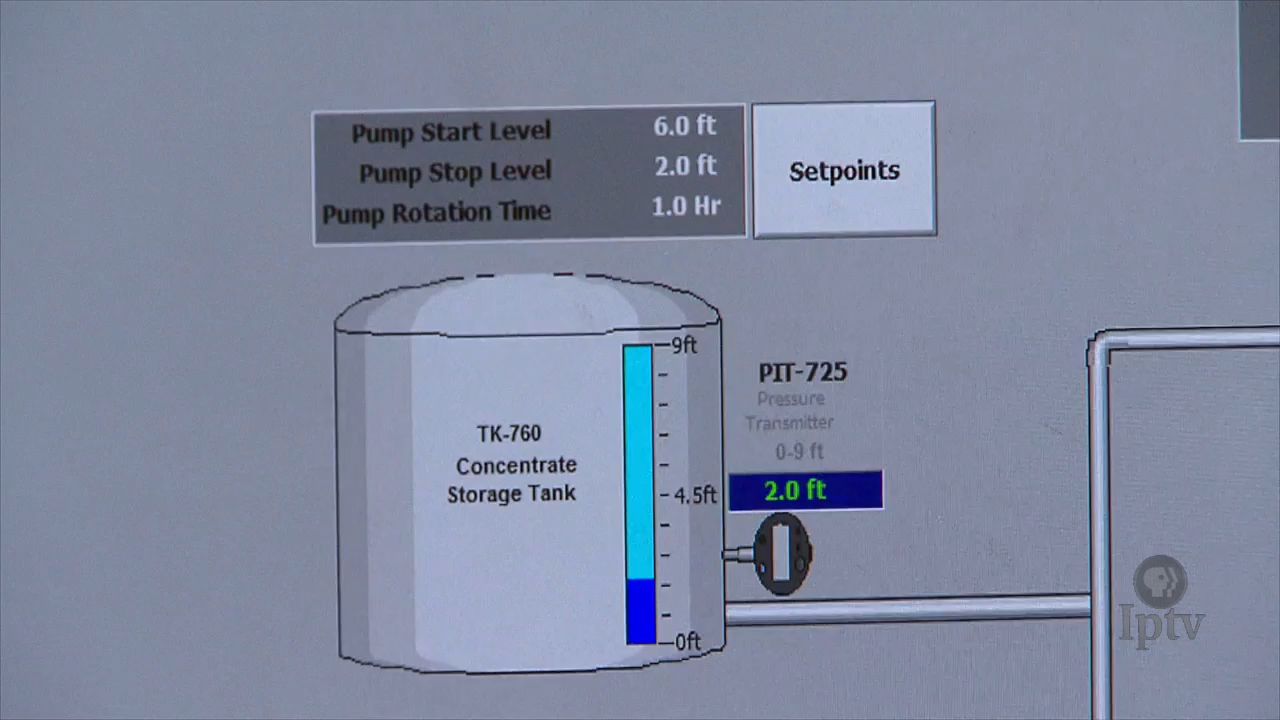 Pump Start Level 6.0 ft
Pump Stop Level 2.0 ft
Pump Rotation Time 1.0 Hr
Setpoints
9ft
PIT-725
Pressure
Transmitter
0-9 ft
TK-760
Concentrate
Storage Tank
4.5ft
2.0 ft
0ft
Iptv